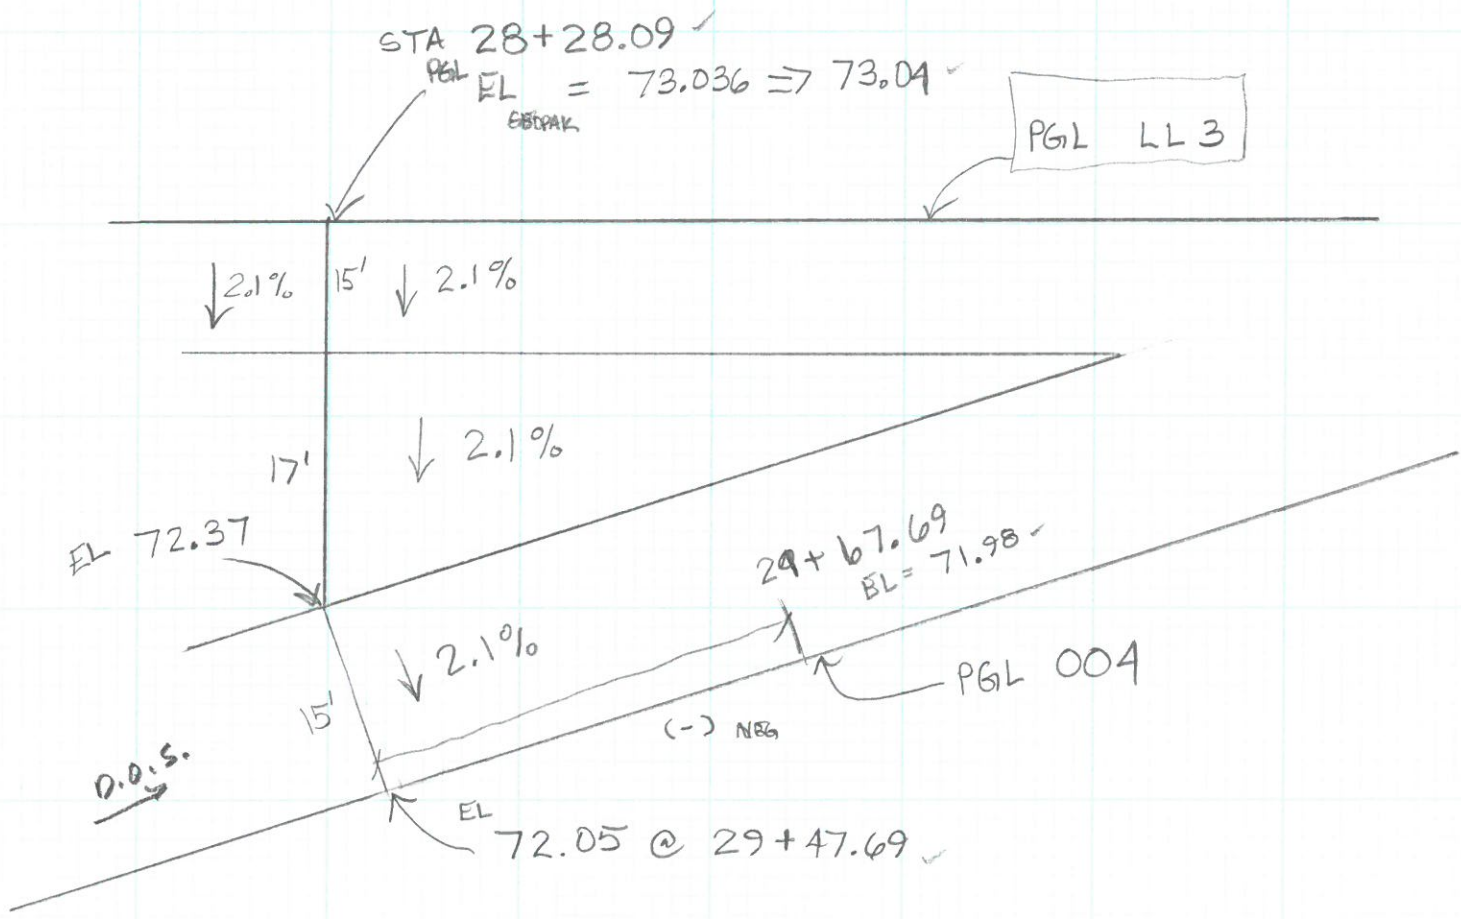 STA 28+28.09 ✓
PGL EL = 73.036 => 73.04 ✓
GEOPAK
PGL LL3
2.1% 15' 2.1%
2.1%
17'
EL 72.37
29+67.69
EL = 71.98 ✓
2.1%
PGL 004
15'
(-) NEG
D.O.S.
EL
72.05 @ 29+47.69 ✓